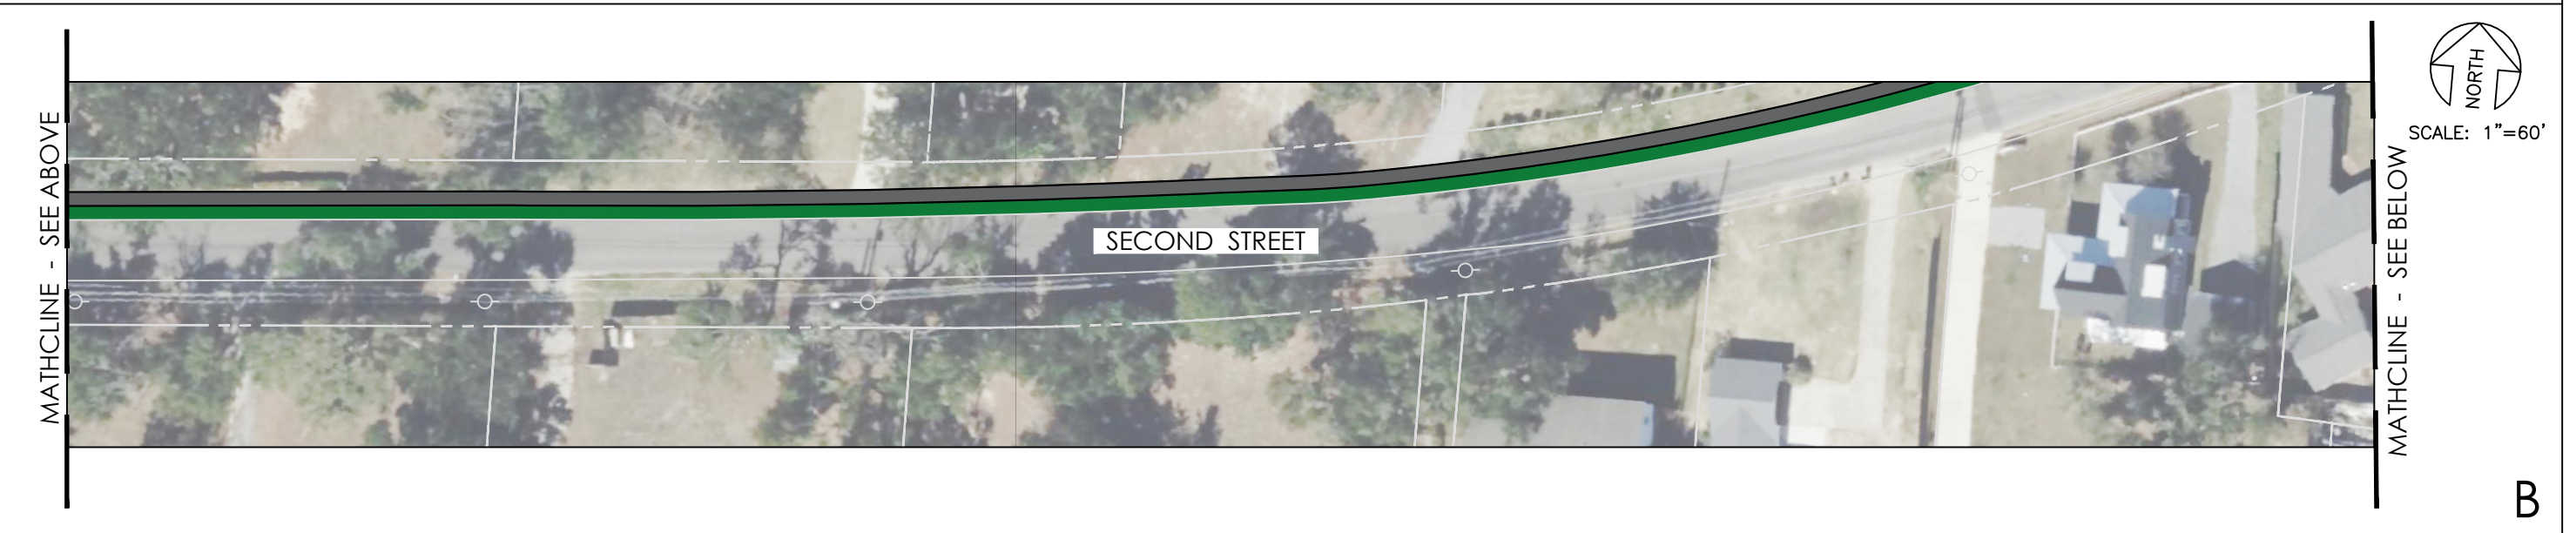 MATHCLINE - SEE ABOVE
SECOND STREET
MATHCLINE - SEE BELOW
NORTH
SCALE: 1"=60'
B